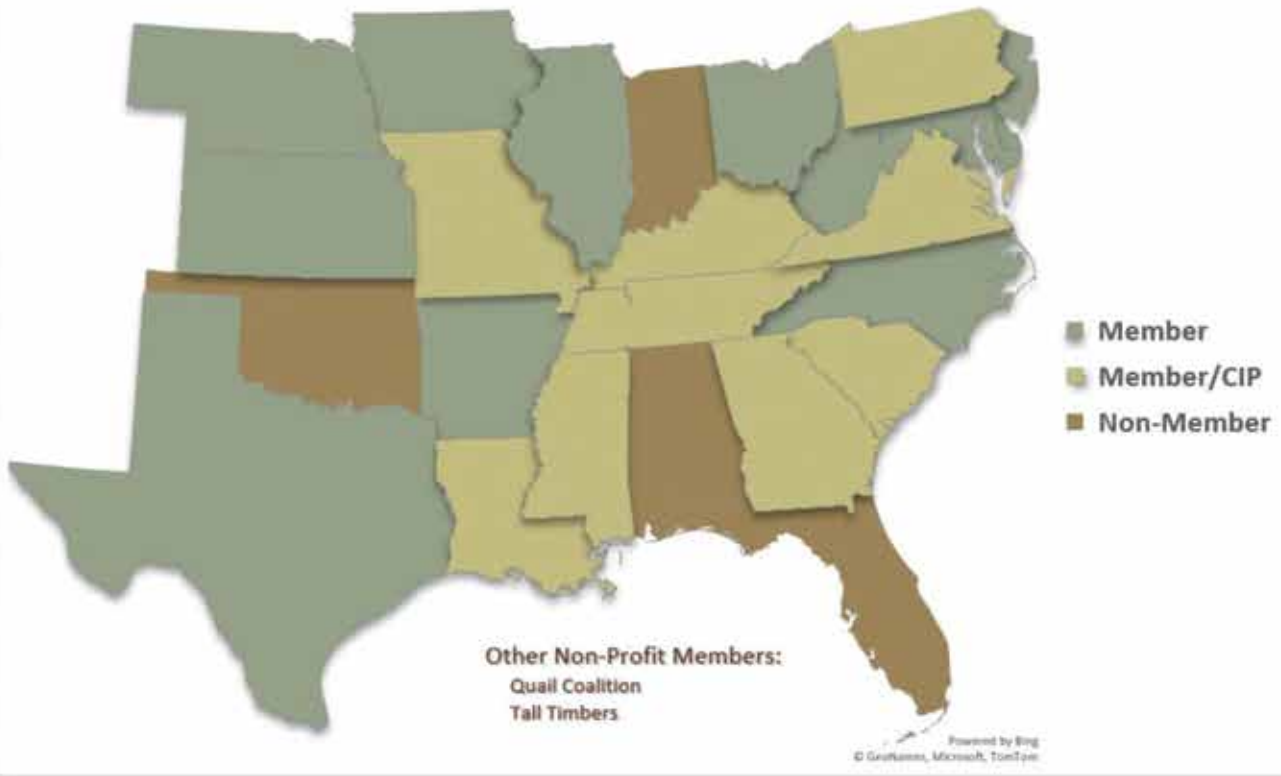 Member
Member/CIP
Non-Member
Other Non-Profit Members:
Quail Coalition
Tall Timbers
Powered by Bing
© GeoNames, Microsoft, TomTom